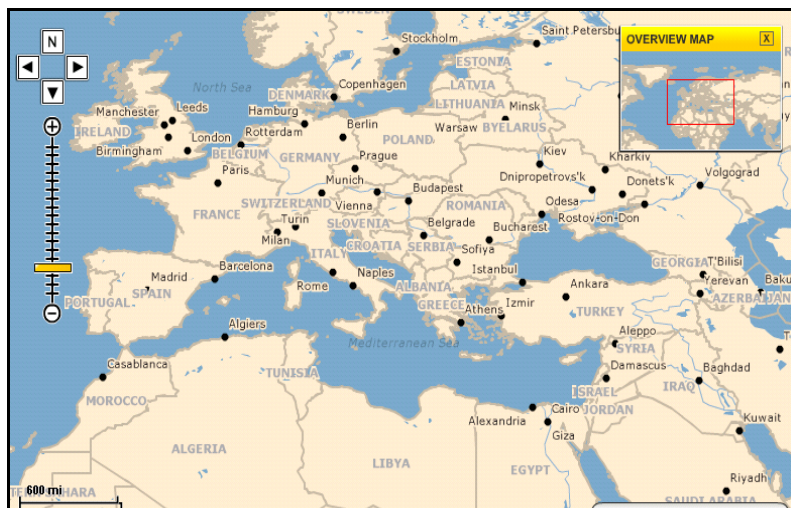 SWEDEN
Stockholm
Saint Petersbu
OVERVIEW MAP
X
N
North Sea
ESTONIA
LATVIA
LITHUANIA
DENMARK
Copenhagen
Manchester
Leeds
IRELAND
Birmingham
London
Hamburg
Rotterdam
BELGIUM
Berlin
GERMANY
POLAND
Warsaw
Minsk
BYELARUS
Paris
Prague
Kiev
Kharkiv
Munich
Vienna
Budapest
Dnipropetrovs'k
Donets'k
Volgograd
FRANCE
SWITZERLAND
SLOVENIA
ROMANIA
Odesa
Rostov-on-Don
Turin
Milan
CROATIA
Belgrade
SERBIA
Bucharest
ITALY
Sofiya
GEORGIA
T'Bilisi
Barcelona
Madrid
SPAIN
PORTUGAL
Rome
Naples
ALBANIA
Istanbul
Ankara
Yerevan
AZERBAIJAN
Baku
GREECE
Athens
Izmir
TURKEY
Algiers
Mediterranean Sea
Aleppo
SYRIA
Casablanca
MOROCCO
TUNISIA
Damascus
Baghdad
IRAQ
ISRAEL
JORDAN
Alexandria
Cairo
Giza
Kuwait
ALGERIA
LIBYA
EGYPT
Riyadh
SAUDI ARABIA
600 mi